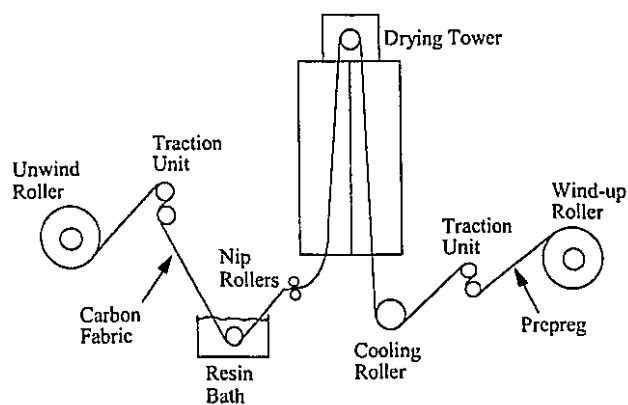 Drying Tower
Traction
Unit
Unwind
Roller
Wind-up
Roller
Traction
Unit
Nip
Rollers
Carbon
Fabric
Prepreg
Cooling
Roller
Resin
Bath